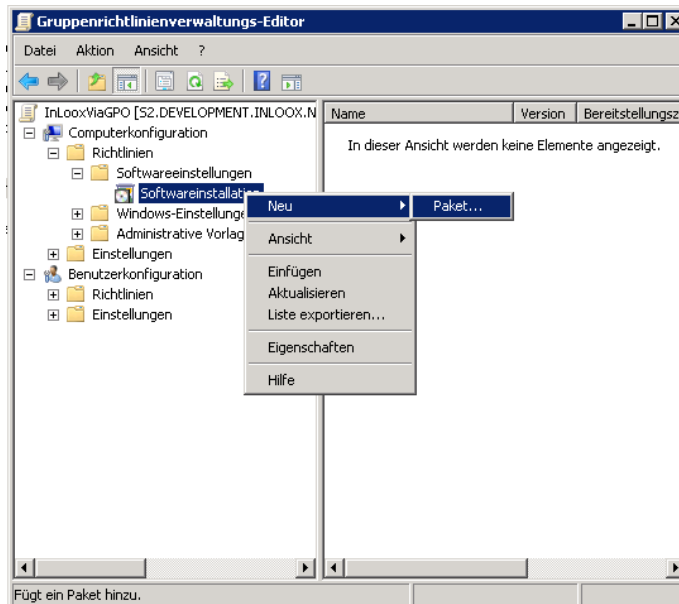 Gruppenrichtlinienverwaltungs-Editor
Datei Aktion Ansicht ?
InLooxViaGPO [S2.DEVELOPMENT.INLOOX.N
Computerkonfiguration
Richtlinien
Softwareeinstellungen
Softwareinstallation
Windows-Einstellunge
Administrative Vorlag
Einstellungen
Benutzerkonfiguration
Richtlinien
Einstellungen
Name Version Bereitstellungsz
In dieser Ansicht werden keine Elemente angezeigt.
Neu
Ansicht
Einfügen
Aktualisieren
Liste exportieren...
Eigenschaften
Hilfe
Paket...
Fügt ein Paket hinzu.